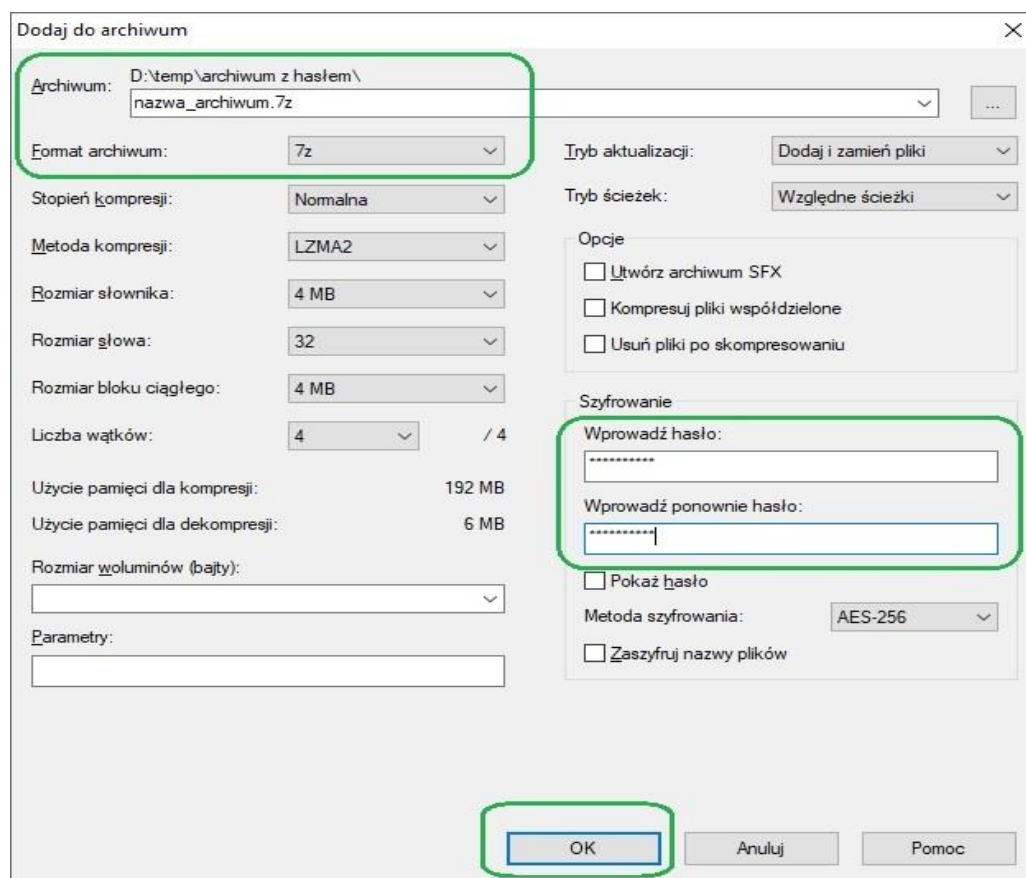 Dodaj do archiwum
Archiwum:
D:\temp\archiwum z hasłem\
nazwa_archiwum.7z
...
Format archiwum:
7z
Stopień kompresji:
Normalna
Metoda kompresji:
LZMA2
Rozmiar słownika:
4 MB
Rozmiar słowa:
32
Rozmiar bloku ciągłego:
4 MB
Liczba wątków:
4
/ 4
Użycie pamięci dla kompresji:
192 MB
Użycie pamięci dla dekompresji:
6 MB
Rozmiar woluminów (bajty):
Parametry:
Tryb aktualizacji:
Dodaj i zamień pliki
Tryb ścieżek:
Względne ścieżki
Opcje
Utwórz archiwum SFX
Kompresuj pliki współdzielone
Usuń pliki po skompresowaniu
Szyfrowanie
Wprowadź hasło:
**********
Wprowadź ponownie hasło:
**********
Pokaż hasło
Metoda szyfrowania:
AES-256
Zaszyfruj nazwy plików
OK
Anuluj
Pomoc